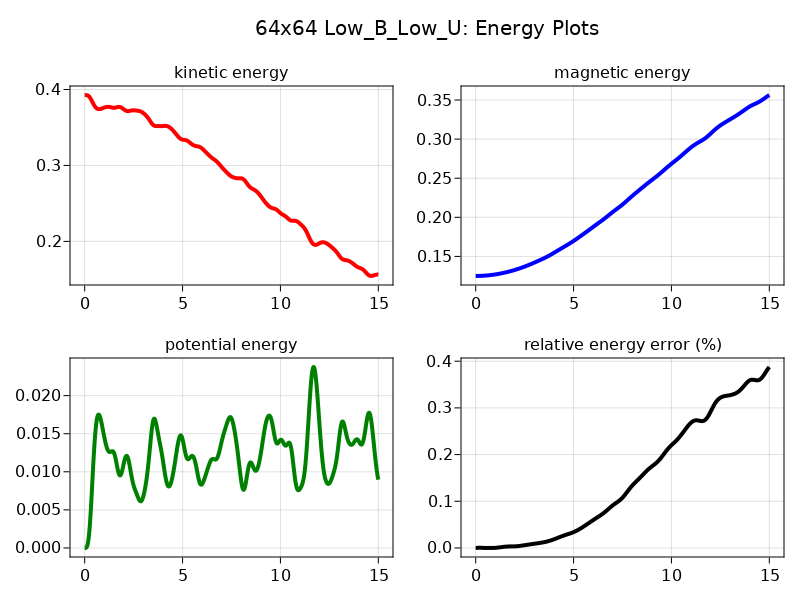 64x64 Low_B_Low_U: Energy Plots
kinetic energy
0.4
0.3
0.2
0 5 10 15
magnetic energy
0.35
0.30
0.25
0.20
0.15
0 5 10 15
potential energy
0.020
0.015
0.010
0.005
0.000
0 5 10 15
relative energy error (%)
0.4
0.3
0.2
0.1
0.0
0 5 10 15